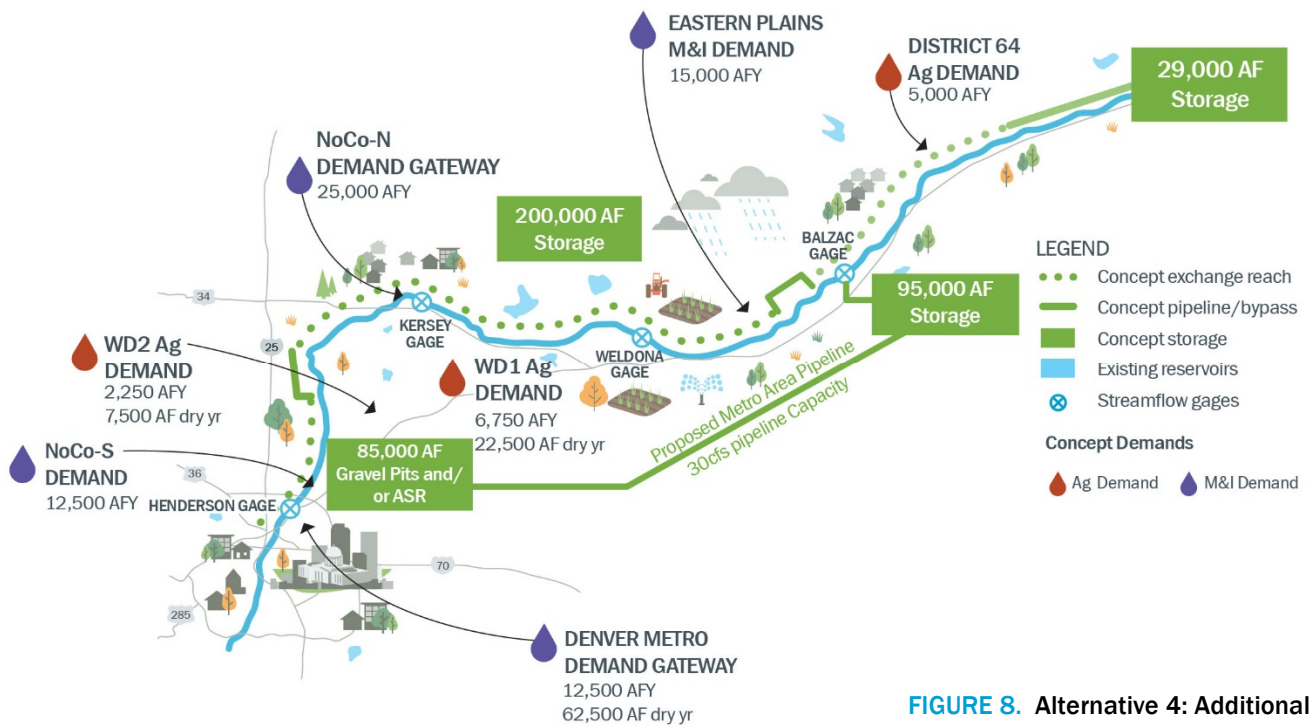 EASTERN PLAINS
M&I DEMAND
15,000 AFY
DISTRICT 64
Ag DEMAND
5,000 AFY
29,000 AF
Storage
NoCo-N
DEMAND GATEWAY
25,000 AFY
200,000 AF
Storage
BALZAC
GAGE
LEGEND
Concept exchange reach
Concept pipeline/bypass
Concept storage
Existing reservoirs
Streamflow gages
Concept Demands
Ag Demand
M&I Demand
95,000 AF
Storage
34
KERSEY
GAGE
WELDONA
GAGE
25
WD2 Ag
DEMAND
2,250 AFY
7,500 AF dry yr
WD1 Ag
DEMAND
6,750 AFY
22,500 AF dry yr
Proposed Metro Area Pipeline
30cfs pipeline Capacity
85,000 AF
Gravel Pits and/
or ASR
NoCo-S
DEMAND
12,500 AFY
36
HENDERSON GAGE
70
285
DENVER METRO
DEMAND GATEWAY
12,500 AFY
62,500 AF dry yr
FIGURE 8. Alternative 4: Additional